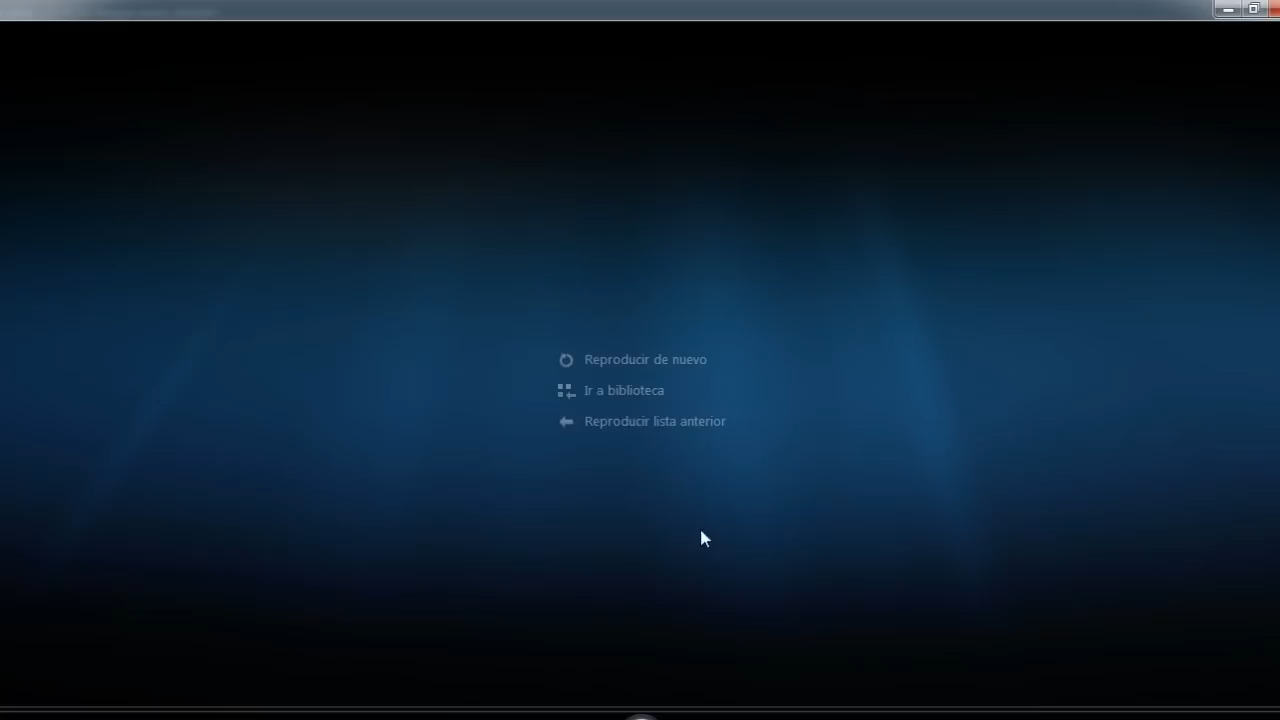 Reproducir de nuevo
Ir a biblioteca
Reproducir lista anterior